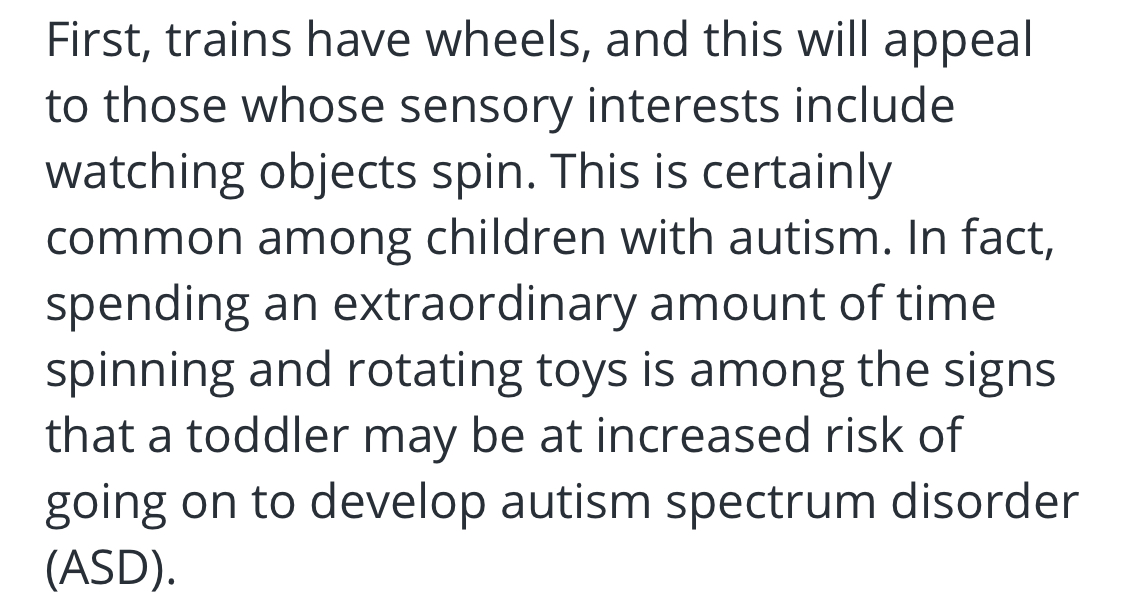 First, trains have wheels, and this will appeal
to those whose sensory interests include
watching objects spin. This is certainly
common among children with autism. In fact,
spending an extraordinary amount of time
spinning and rotating toys is among the signs
that a toddler may be at increased risk of
going on to develop autism spectrum disorder
(ASD).